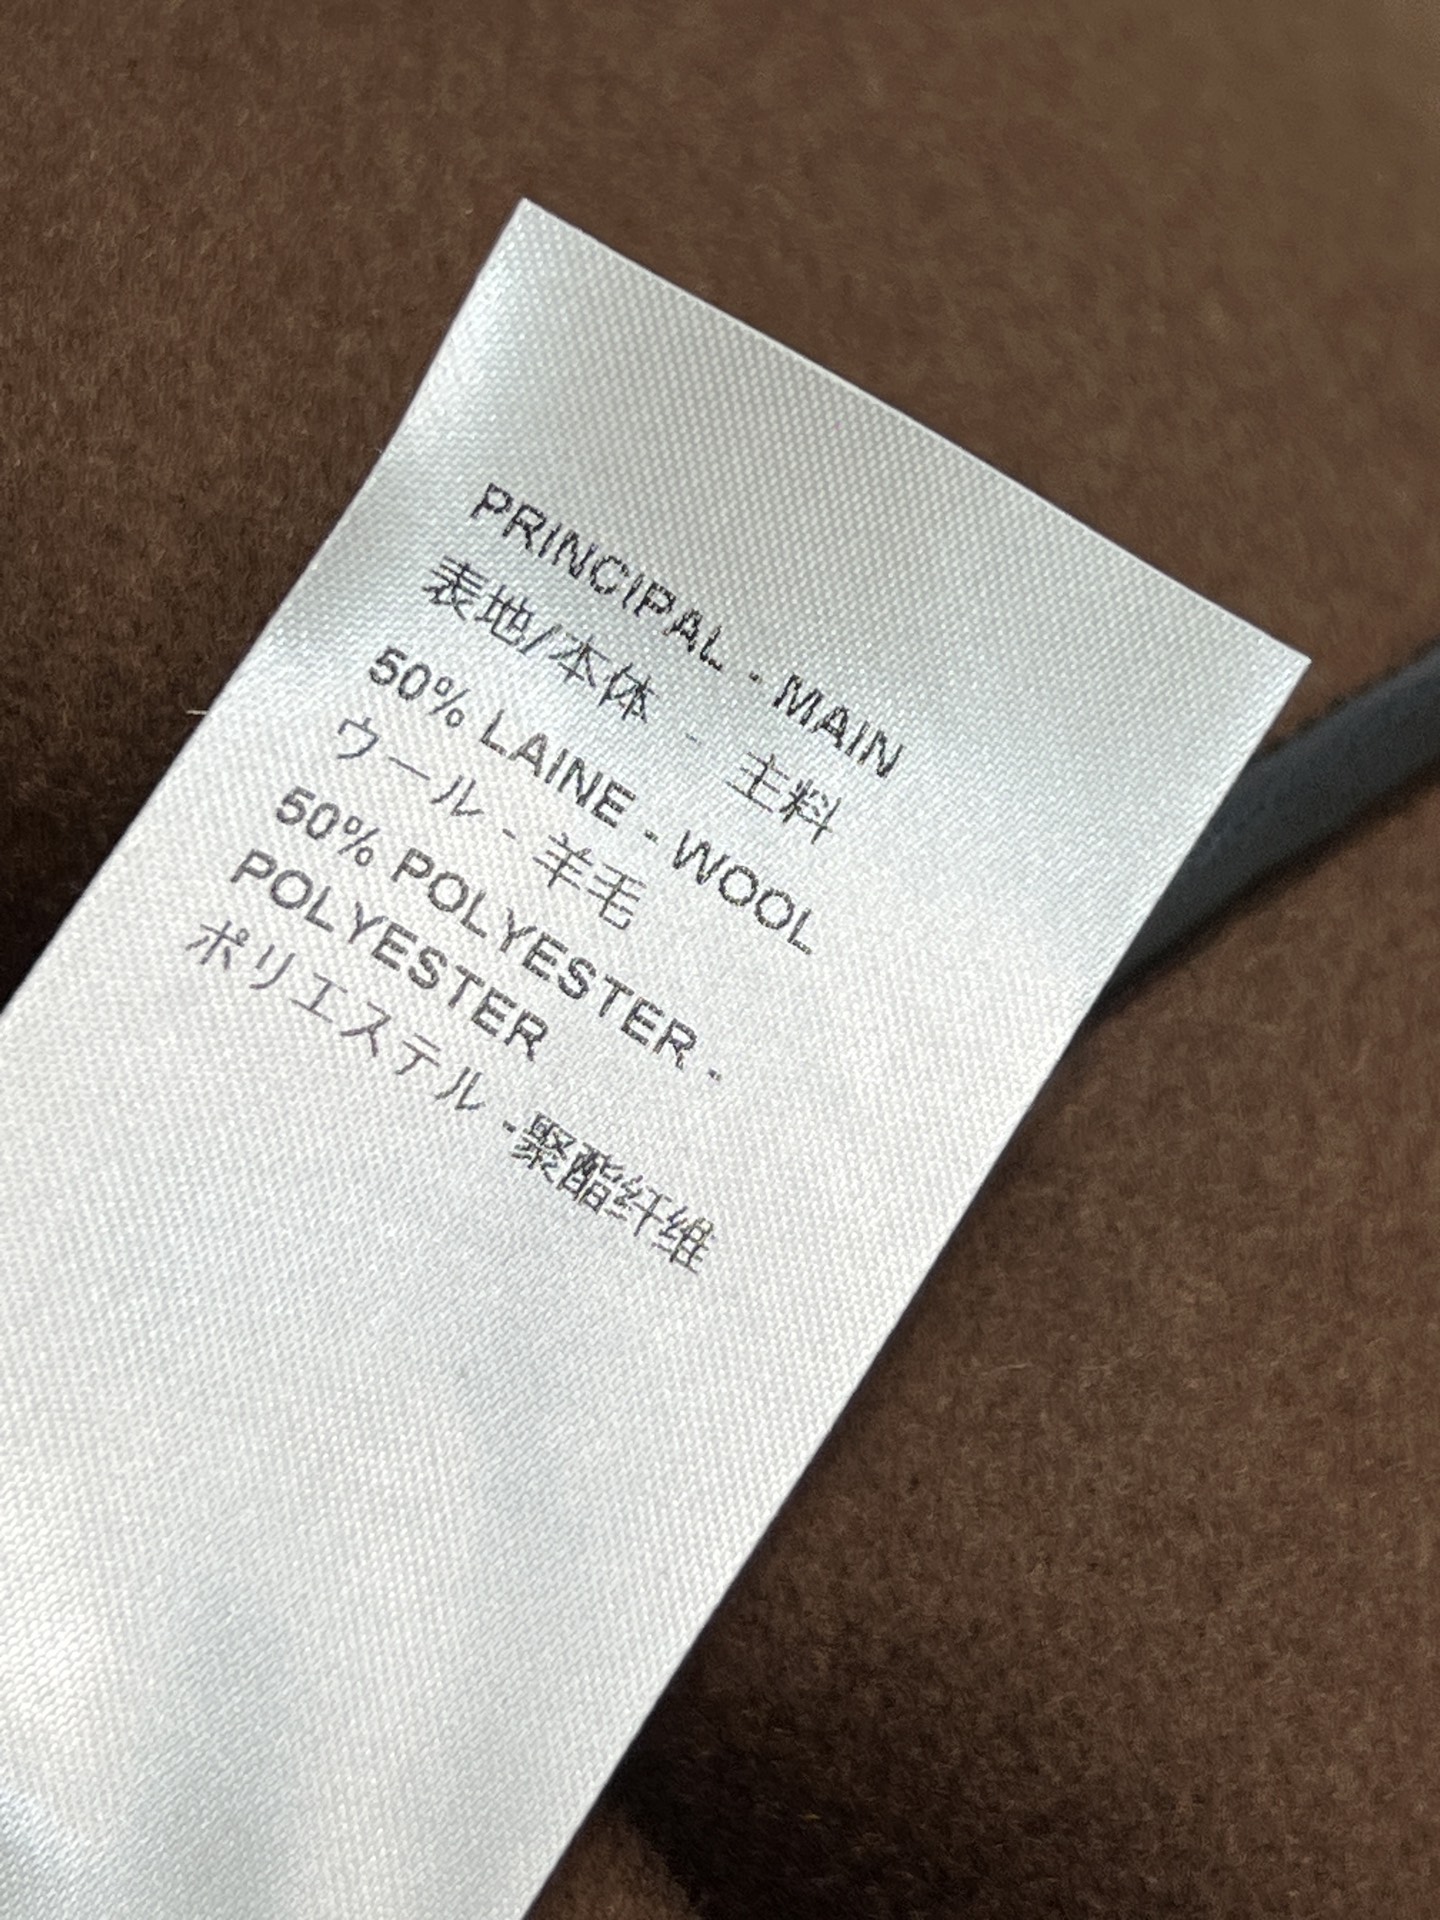 PRINCIPAL - MAIN
表地/本体 - 主料
50% LAINE - WOOL
ウール - 羊毛
50% POLYESTER -
POLYESTER
ポリエステル -聚酯纤维